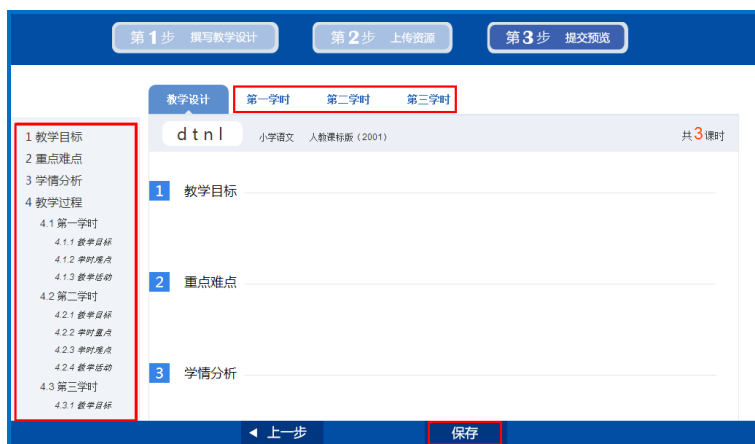 第1步 撰写教学设计 第2步 上传资源 第3步 提交预览
教学设计 第一学时 第二学时 第三学时
dtnl 小学语文 人教课标版（2001） 共3课时
1 教学目标
2 重点难点
3 学情分析
4 教学过程
4.1 第一学时
4.1.1 教学目标
4.1.2 学时难点
4.1.3 教学活动
4.2 第二学时
4.2.1 教学目标
4.2.2 学时重点
4.2.3 学时难点
4.2.4 教学活动
4.3 第三学时
4.3.1 教学目标
1 教学目标
2 重点难点
3 学情分析
上一步 保存